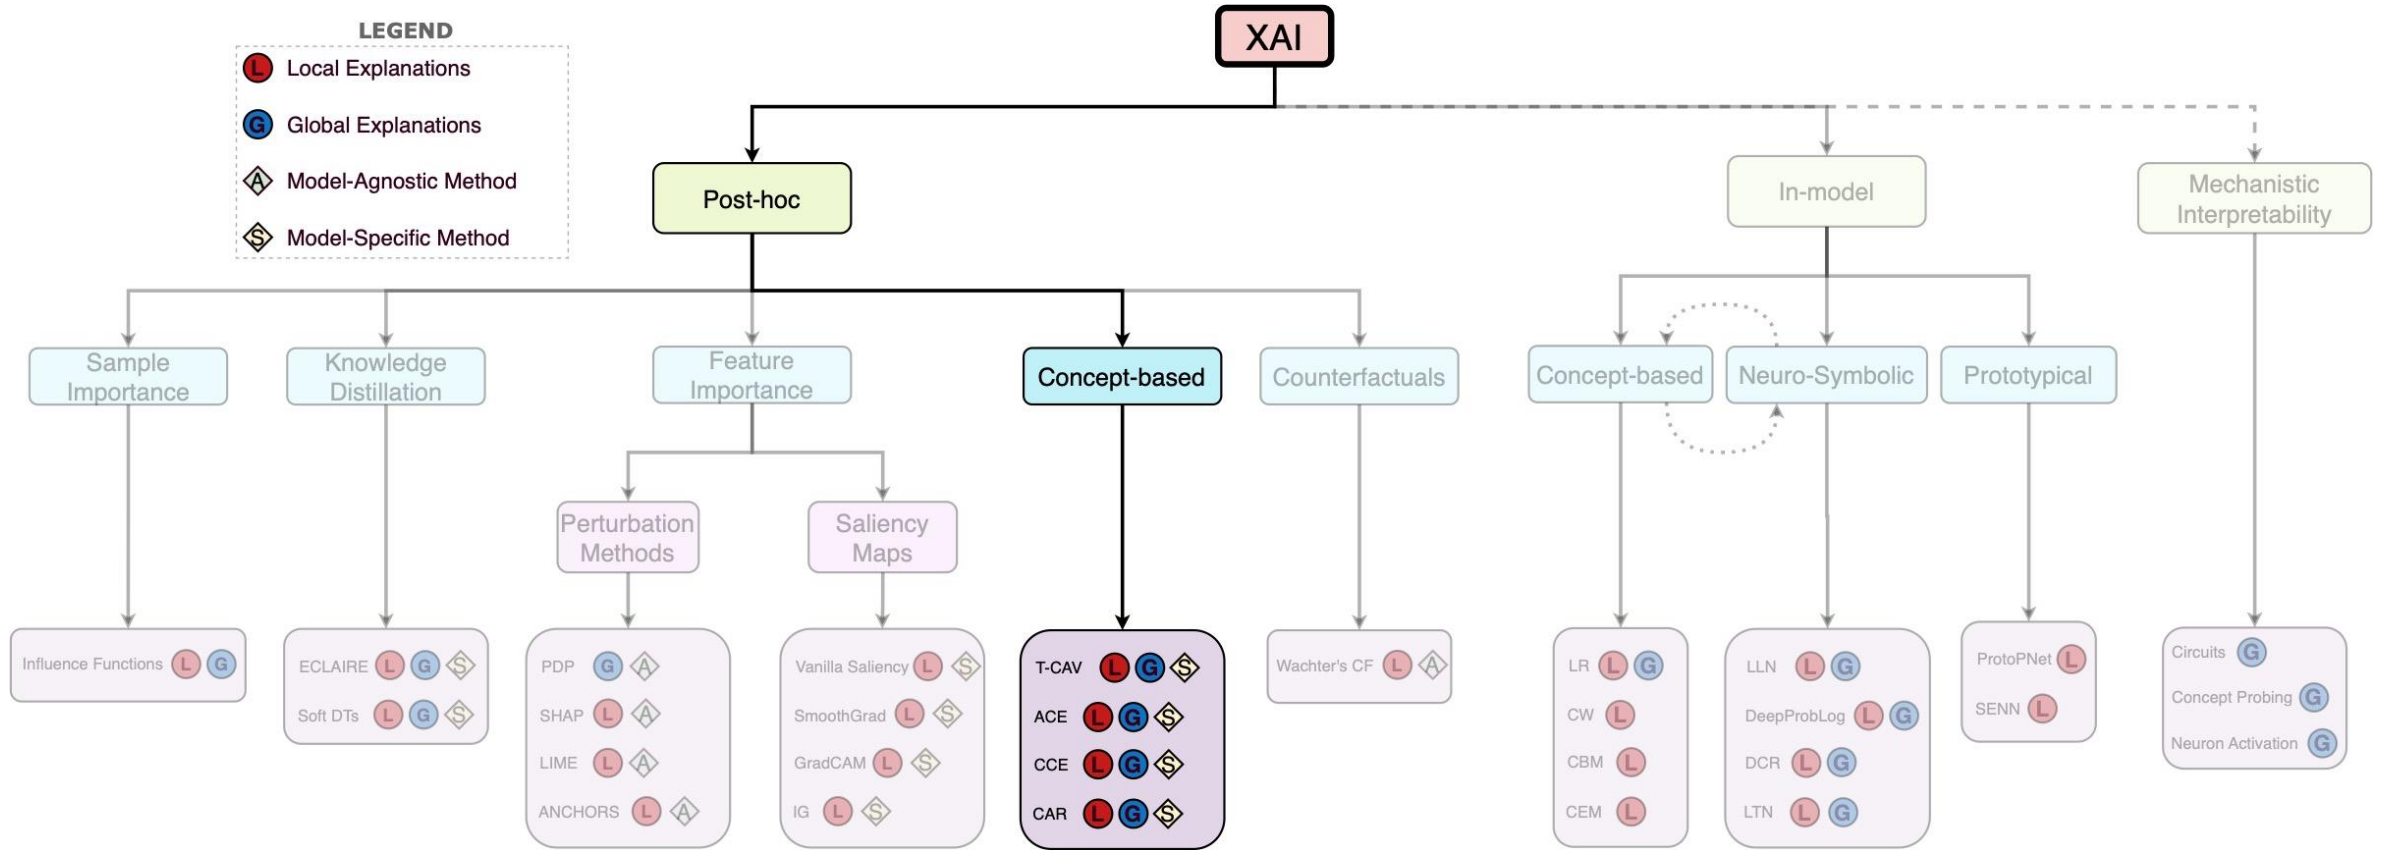 XAI
LEGEND
L Local Explanations
G Global Explanations
A Model-Agnostic Method
S Model-Specific Method
Post-hoc
In-model
Mechanistic
Interpretability
Sample
Importance
Knowledge
Distillation
Feature
Importance
Concept-based
Counterfactuals
Concept-based
Neuro-Symbolic
Prototypical
Perturbation
Methods
Saliency
Maps
Influence Functions L G
ECLAIRE L G S
Soft DTs L G S
PDP G A
SHAP L A
LIME L A
ANCHORS L A
Vanilla Saliency L S
SmoothGrad L S
GradCAM L S
IG L S
T-CAV L G S
ACE L G S
CCE L G S
CAR L G S
Wachter's CF L A
LR L G
CW L
CBM L
CEM L
LLN L G
DeepProbLog L G
DCR L G
LTN L G
ProtoPNet L
SENN L
Circuits G
Concept Probing G
Neuron Activation G